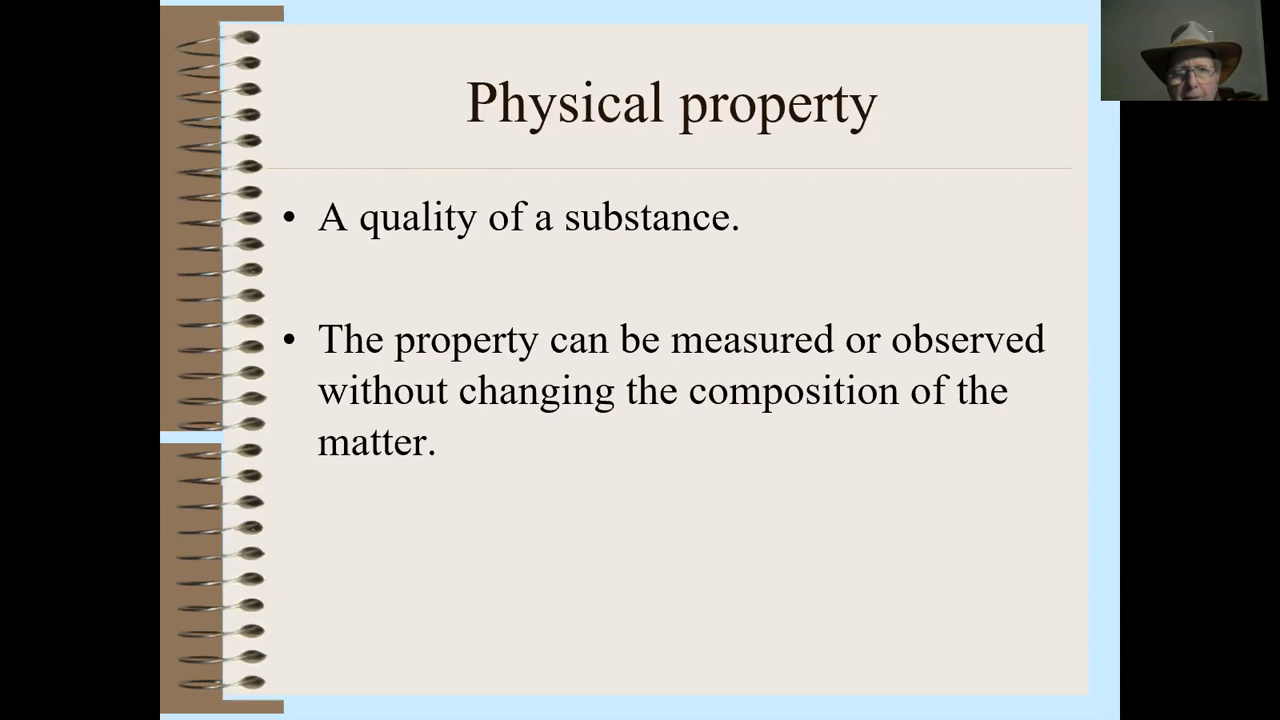 Physical property
• A quality of a substance.
• The property can be measured or observed
without changing the composition of the
matter.